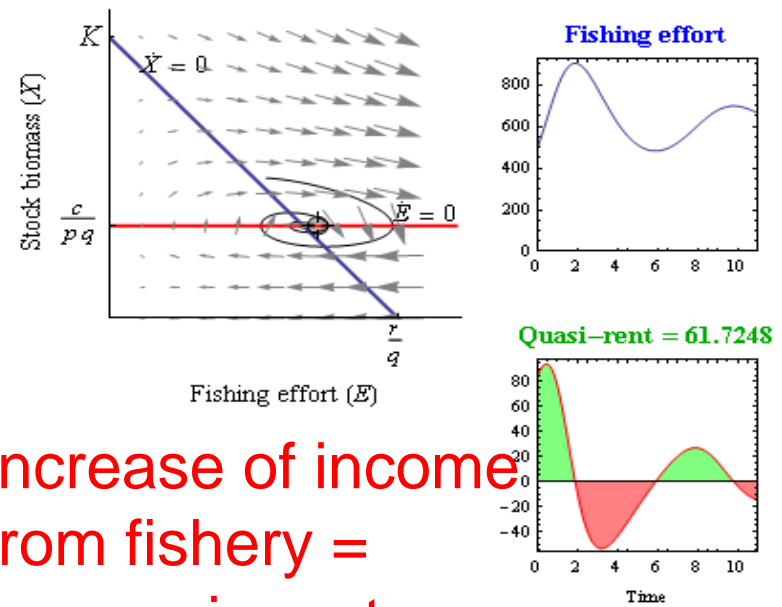 K
Ẋ = 0
Stock biomass (X)
c
p q
Ė = 0
r
q
Fishing effort (E)
Fishing effort
800
600
400
200
0
0 2 4 6 8 10
Quasi−rent = 61.7248
80
60
40
20
0
−20
−40
0 2 4 6 8 10
Time
ncrease of income
rom fishery =